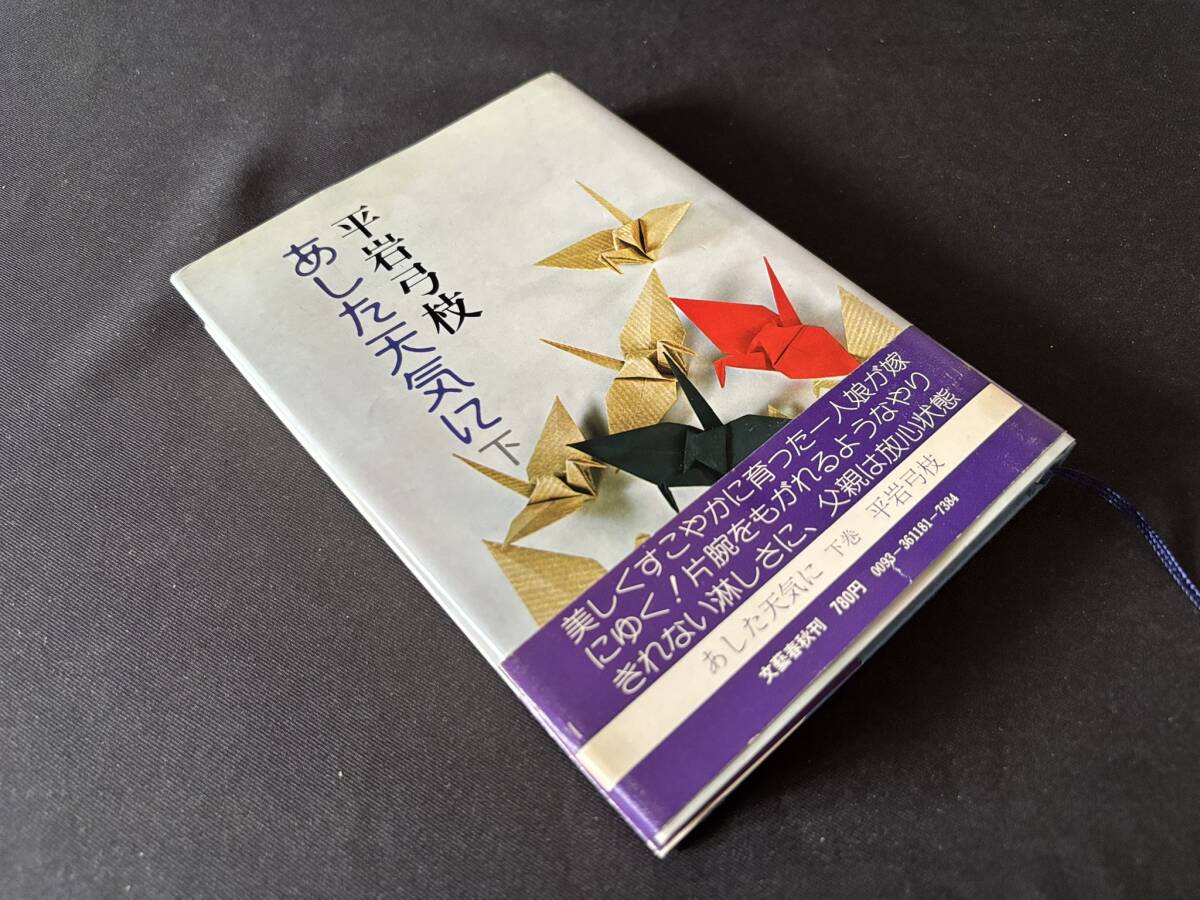 平岩弓枝
あした天気に 下
美しくすこやかに育った一人娘が嫁
にゆく！片腕をもがれるようなやり
きれない淋しさに、父親は放心状態
あした天気に 下巻 平岩弓枝
文藝春秋刊 780円 0093-361181-7384